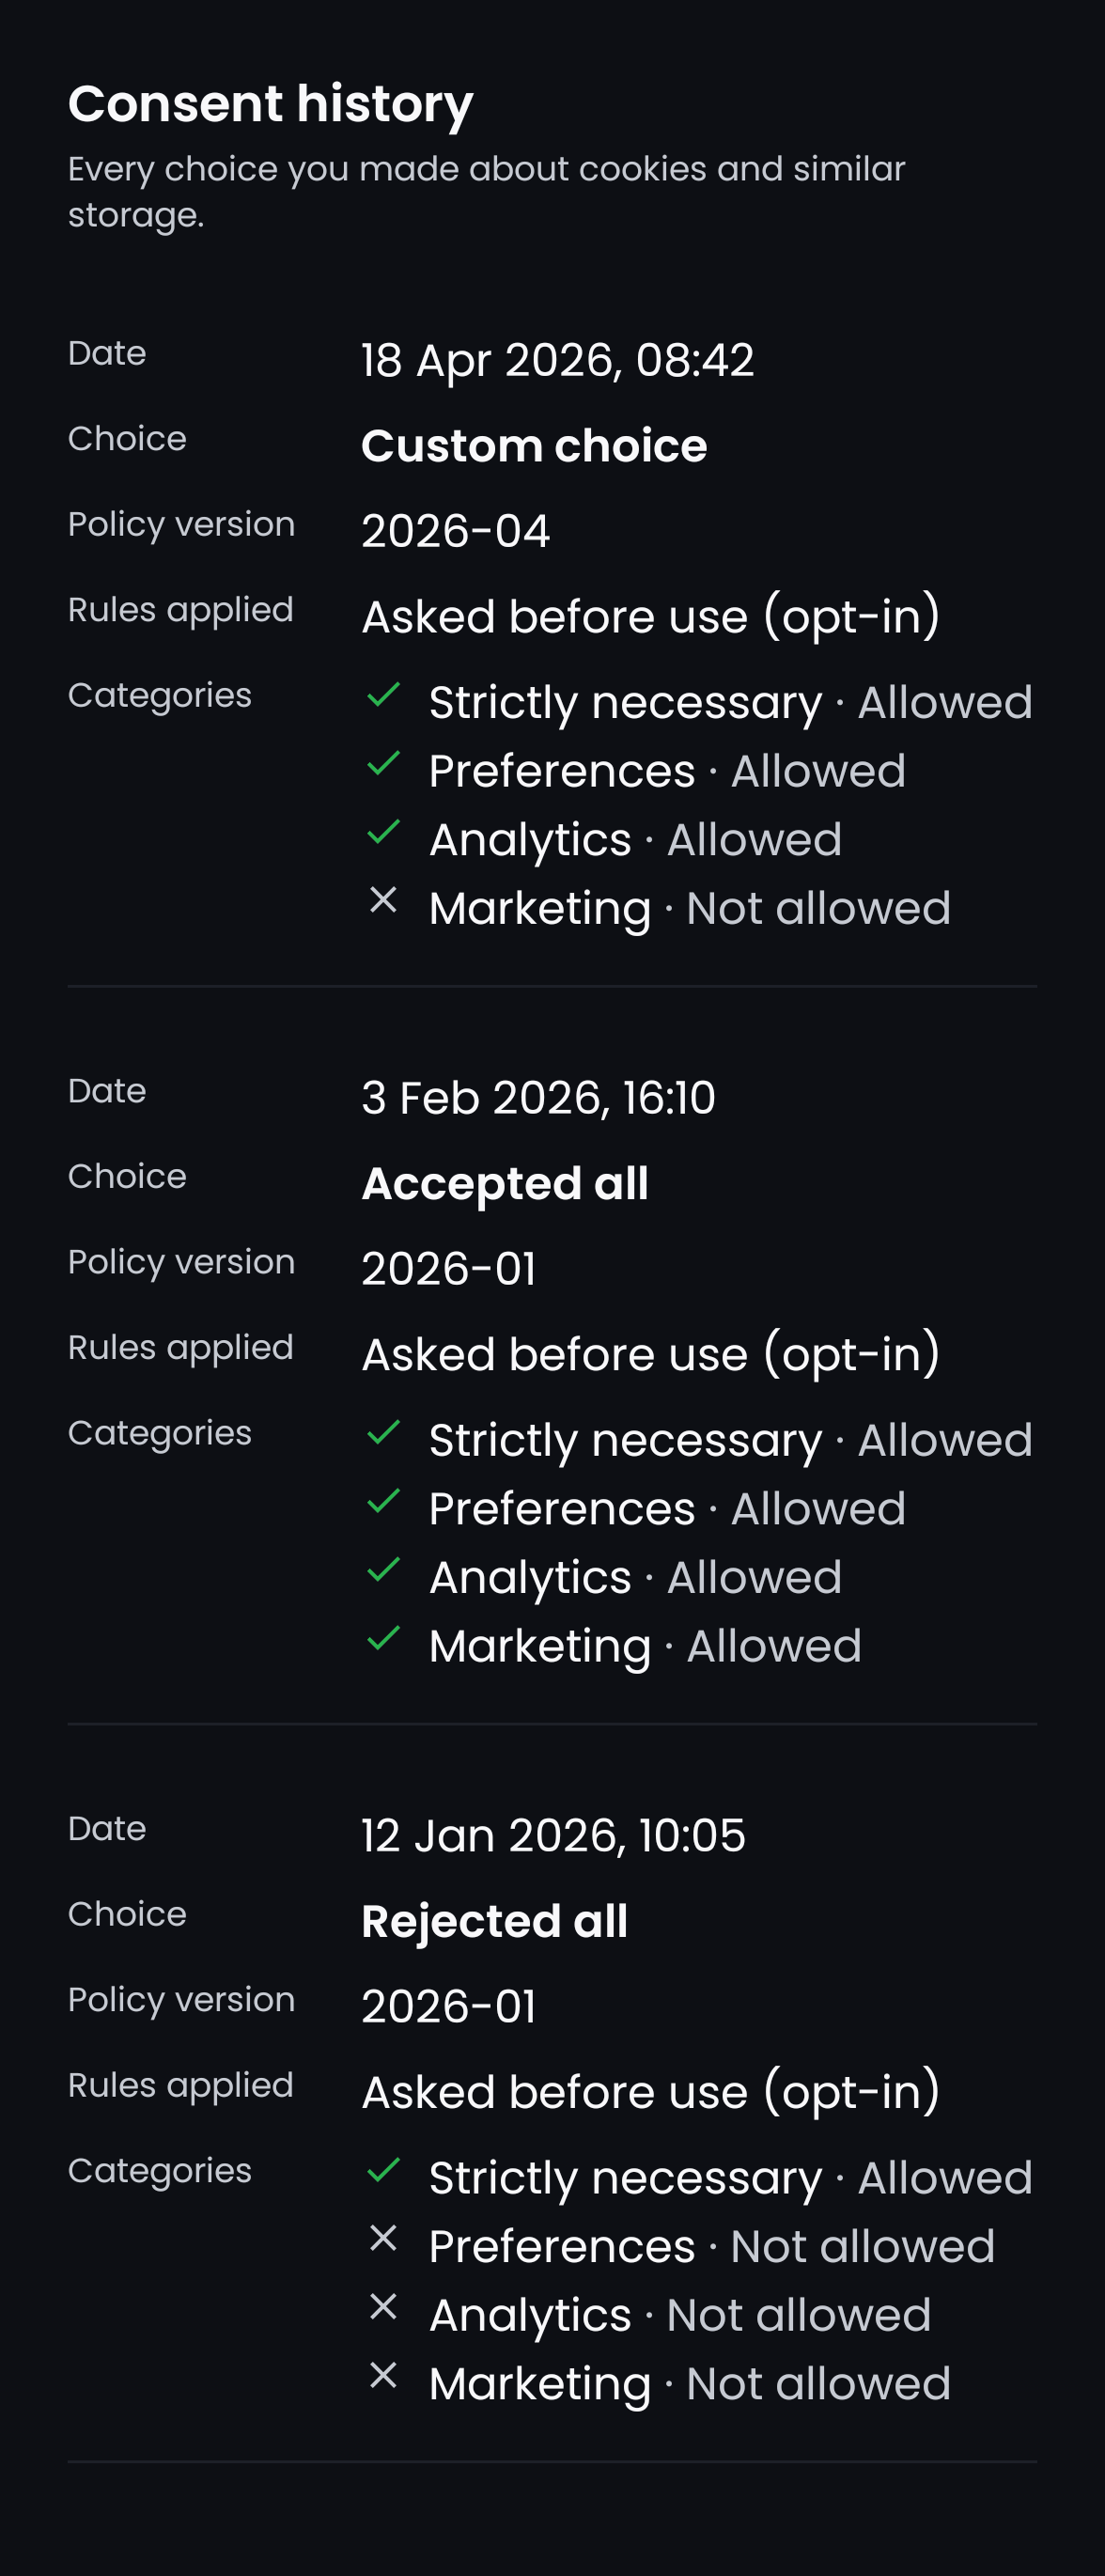 Consent history
Every choice you made about cookies and similar
storage.
Date 18 Apr 2026, 08:42
Choice Custom choice
Policy version 2026-04
Rules applied Asked before use (opt-in)
Categories Strictly necessary · Allowed
Preferences · Allowed
Analytics · Allowed
Marketing · Not allowed
Date 3 Feb 2026, 16:10
Choice Accepted all
Policy version 2026-01
Rules applied Asked before use (opt-in)
Categories Strictly necessary · Allowed
Preferences · Allowed
Analytics · Allowed
Marketing · Allowed
Date 12 Jan 2026, 10:05
Choice Rejected all
Policy version 2026-01
Rules applied Asked before use (opt-in)
Categories Strictly necessary · Allowed
Preferences · Not allowed
Analytics · Not allowed
Marketing · Not allowed